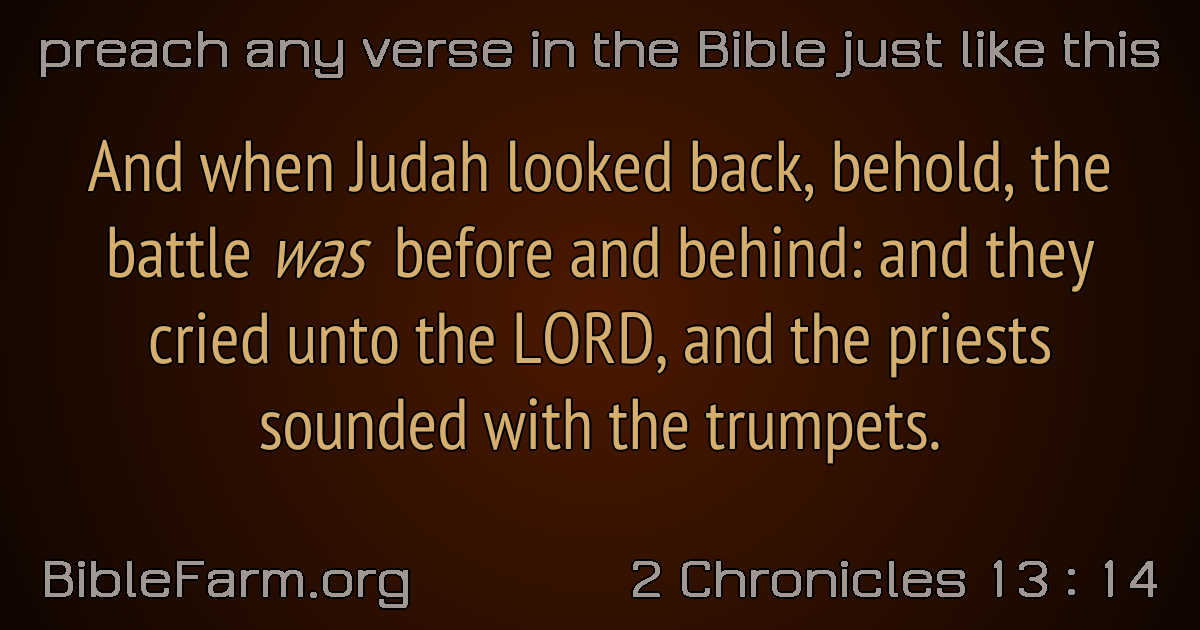 preach any verse in the Bible just like this
And when Judah looked back, behold, the
battle was before and behind: and they
cried unto the LORD, and the priests
sounded with the trumpets.
BibleFarm.org
2 Chronicles 13 : 14